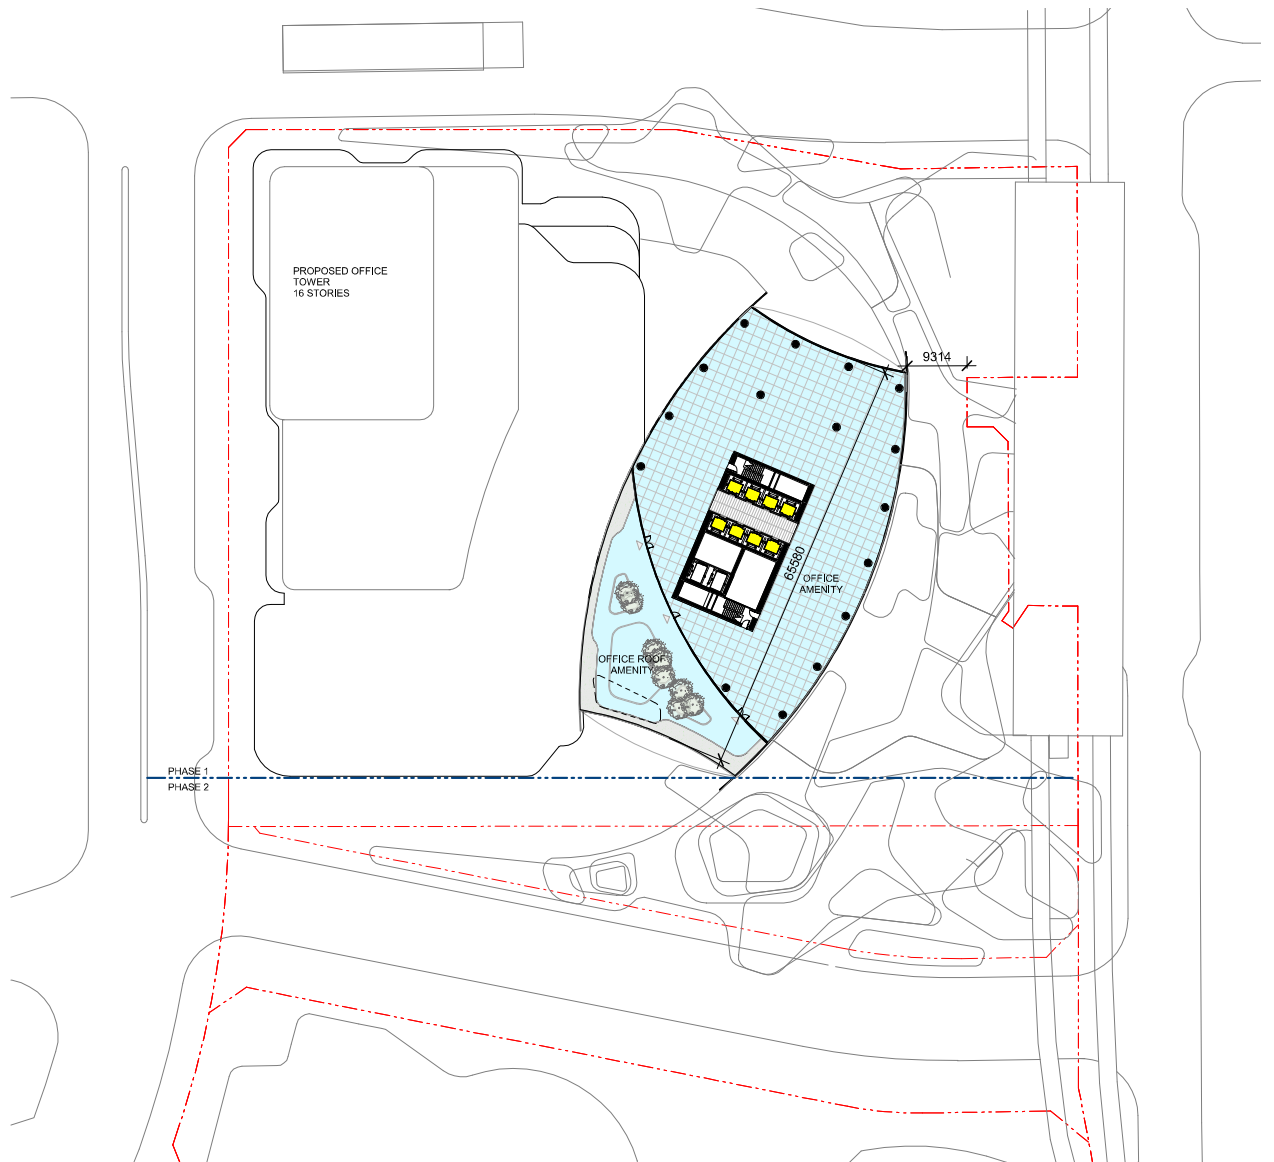 PROPOSED OFFICE
TOWER
16 STORIES
9314
65580
OFFICE
AMENITY
OFFICE ROOF
AMENITY
PHASE 1
PHASE 2